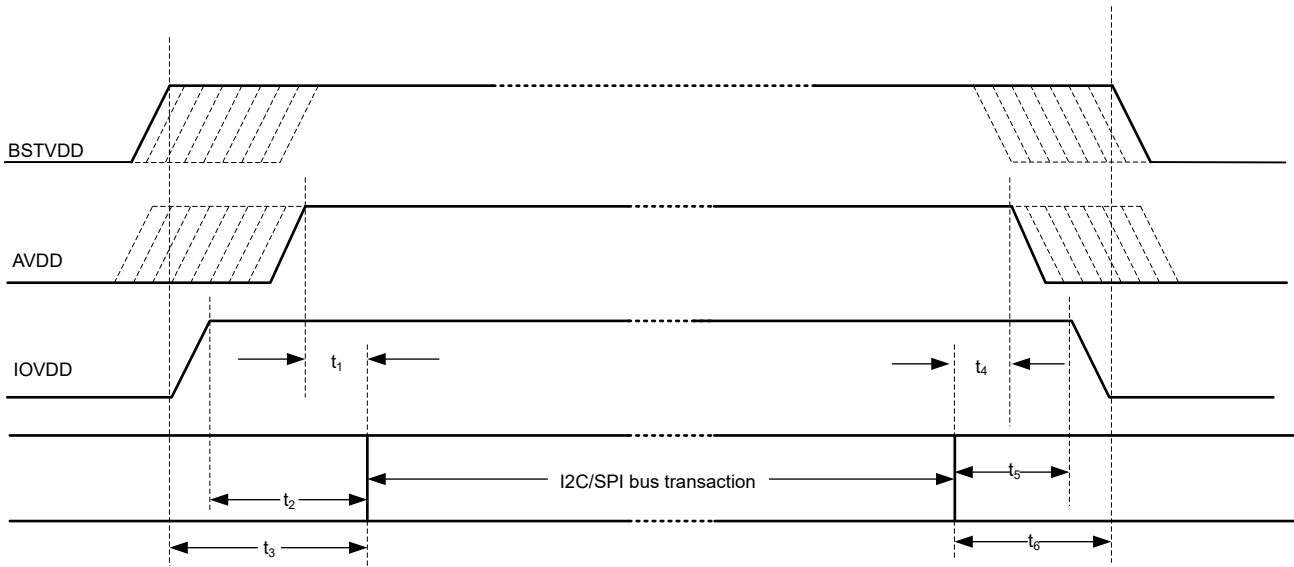 BSTVDD
AVDD
IOVDD
t₁
t₄
I2C/SPI bus transaction
t₅
t₂
t₃
t₆